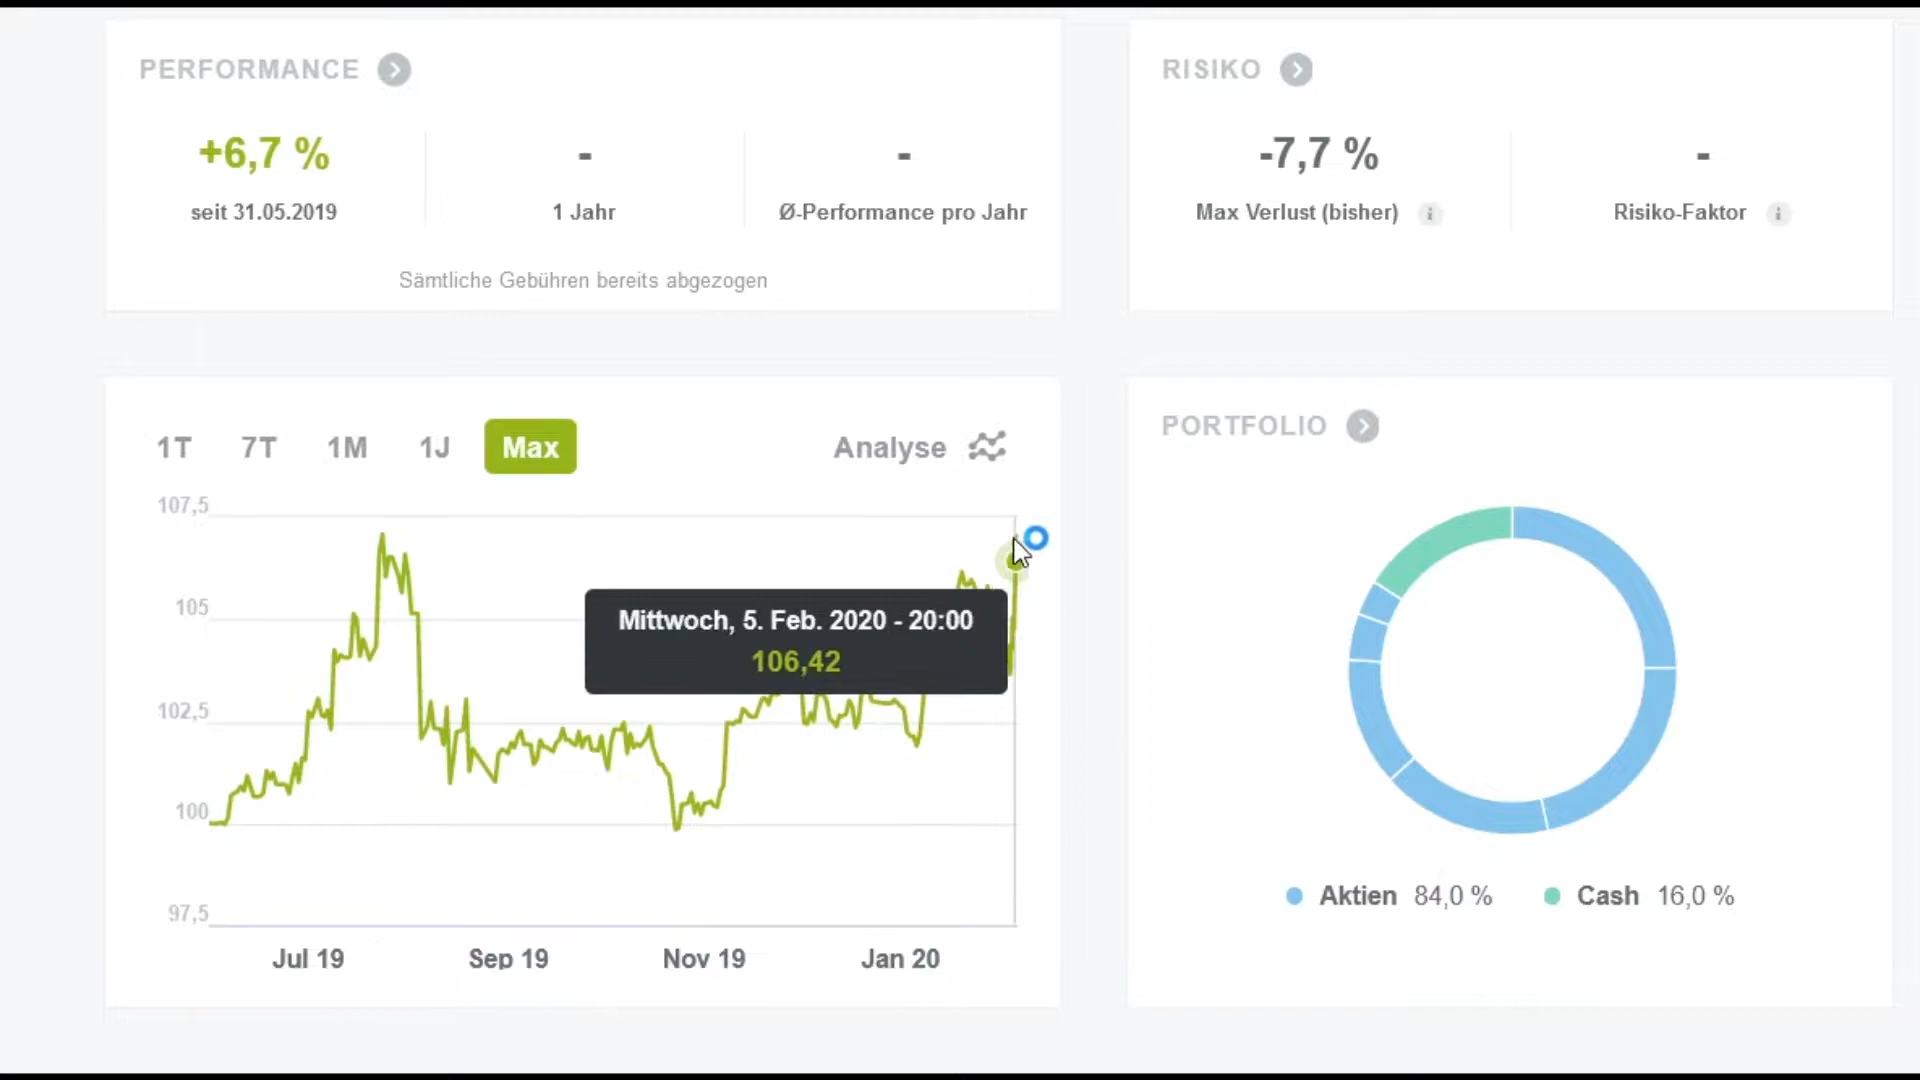 PERFORMANCE
+6,7 %
seit 31.05.2019
-
1 Jahr
-
Ø-Performance pro Jahr
Sämtliche Gebühren bereits abgezogen
RISIKO
-7,7 %
Max Verlust (bisher) i
-
Risiko-Faktor i
1T 7T 1M 1J Max Analyse
107,5
105
102,5
100
97,5
Mittwoch, 5. Feb. 2020 - 20:00
106,42
Jul 19 Sep 19 Nov 19 Jan 20
PORTFOLIO
Aktien 84,0 % Cash 16,0 %